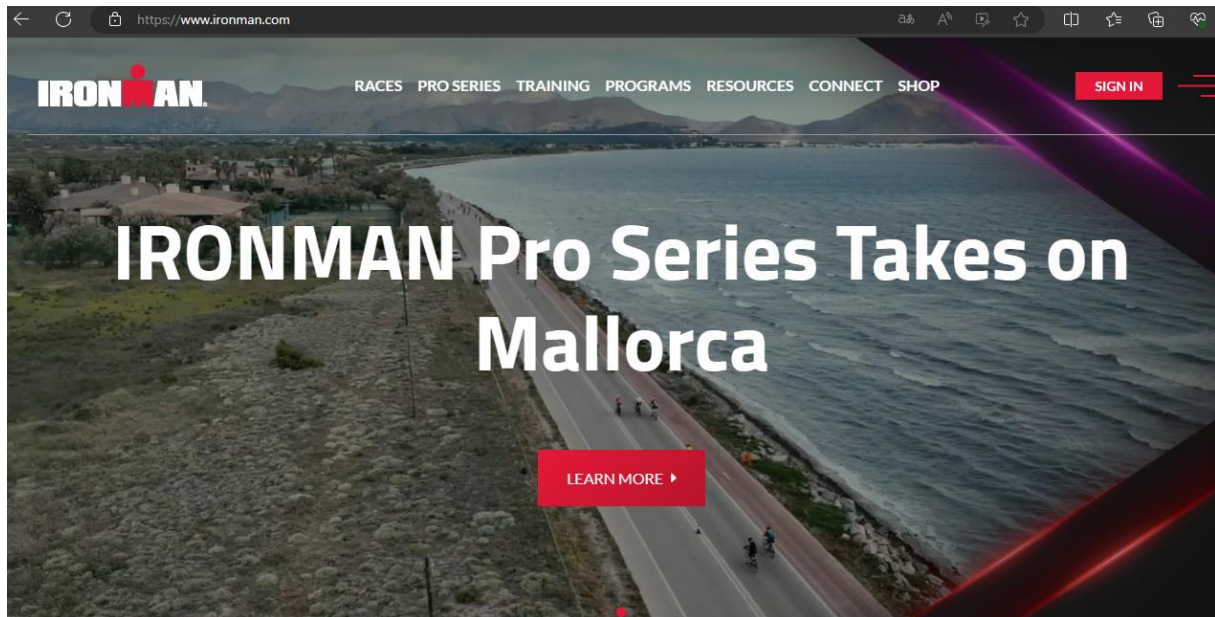 https://www.ironman.com
IRONMAN.
RACES PRO SERIES TRAINING PROGRAMS RESOURCES CONNECT SHOP
SIGN IN
IRONMAN Pro Series Takes on
Mallorca
LEARN MORE